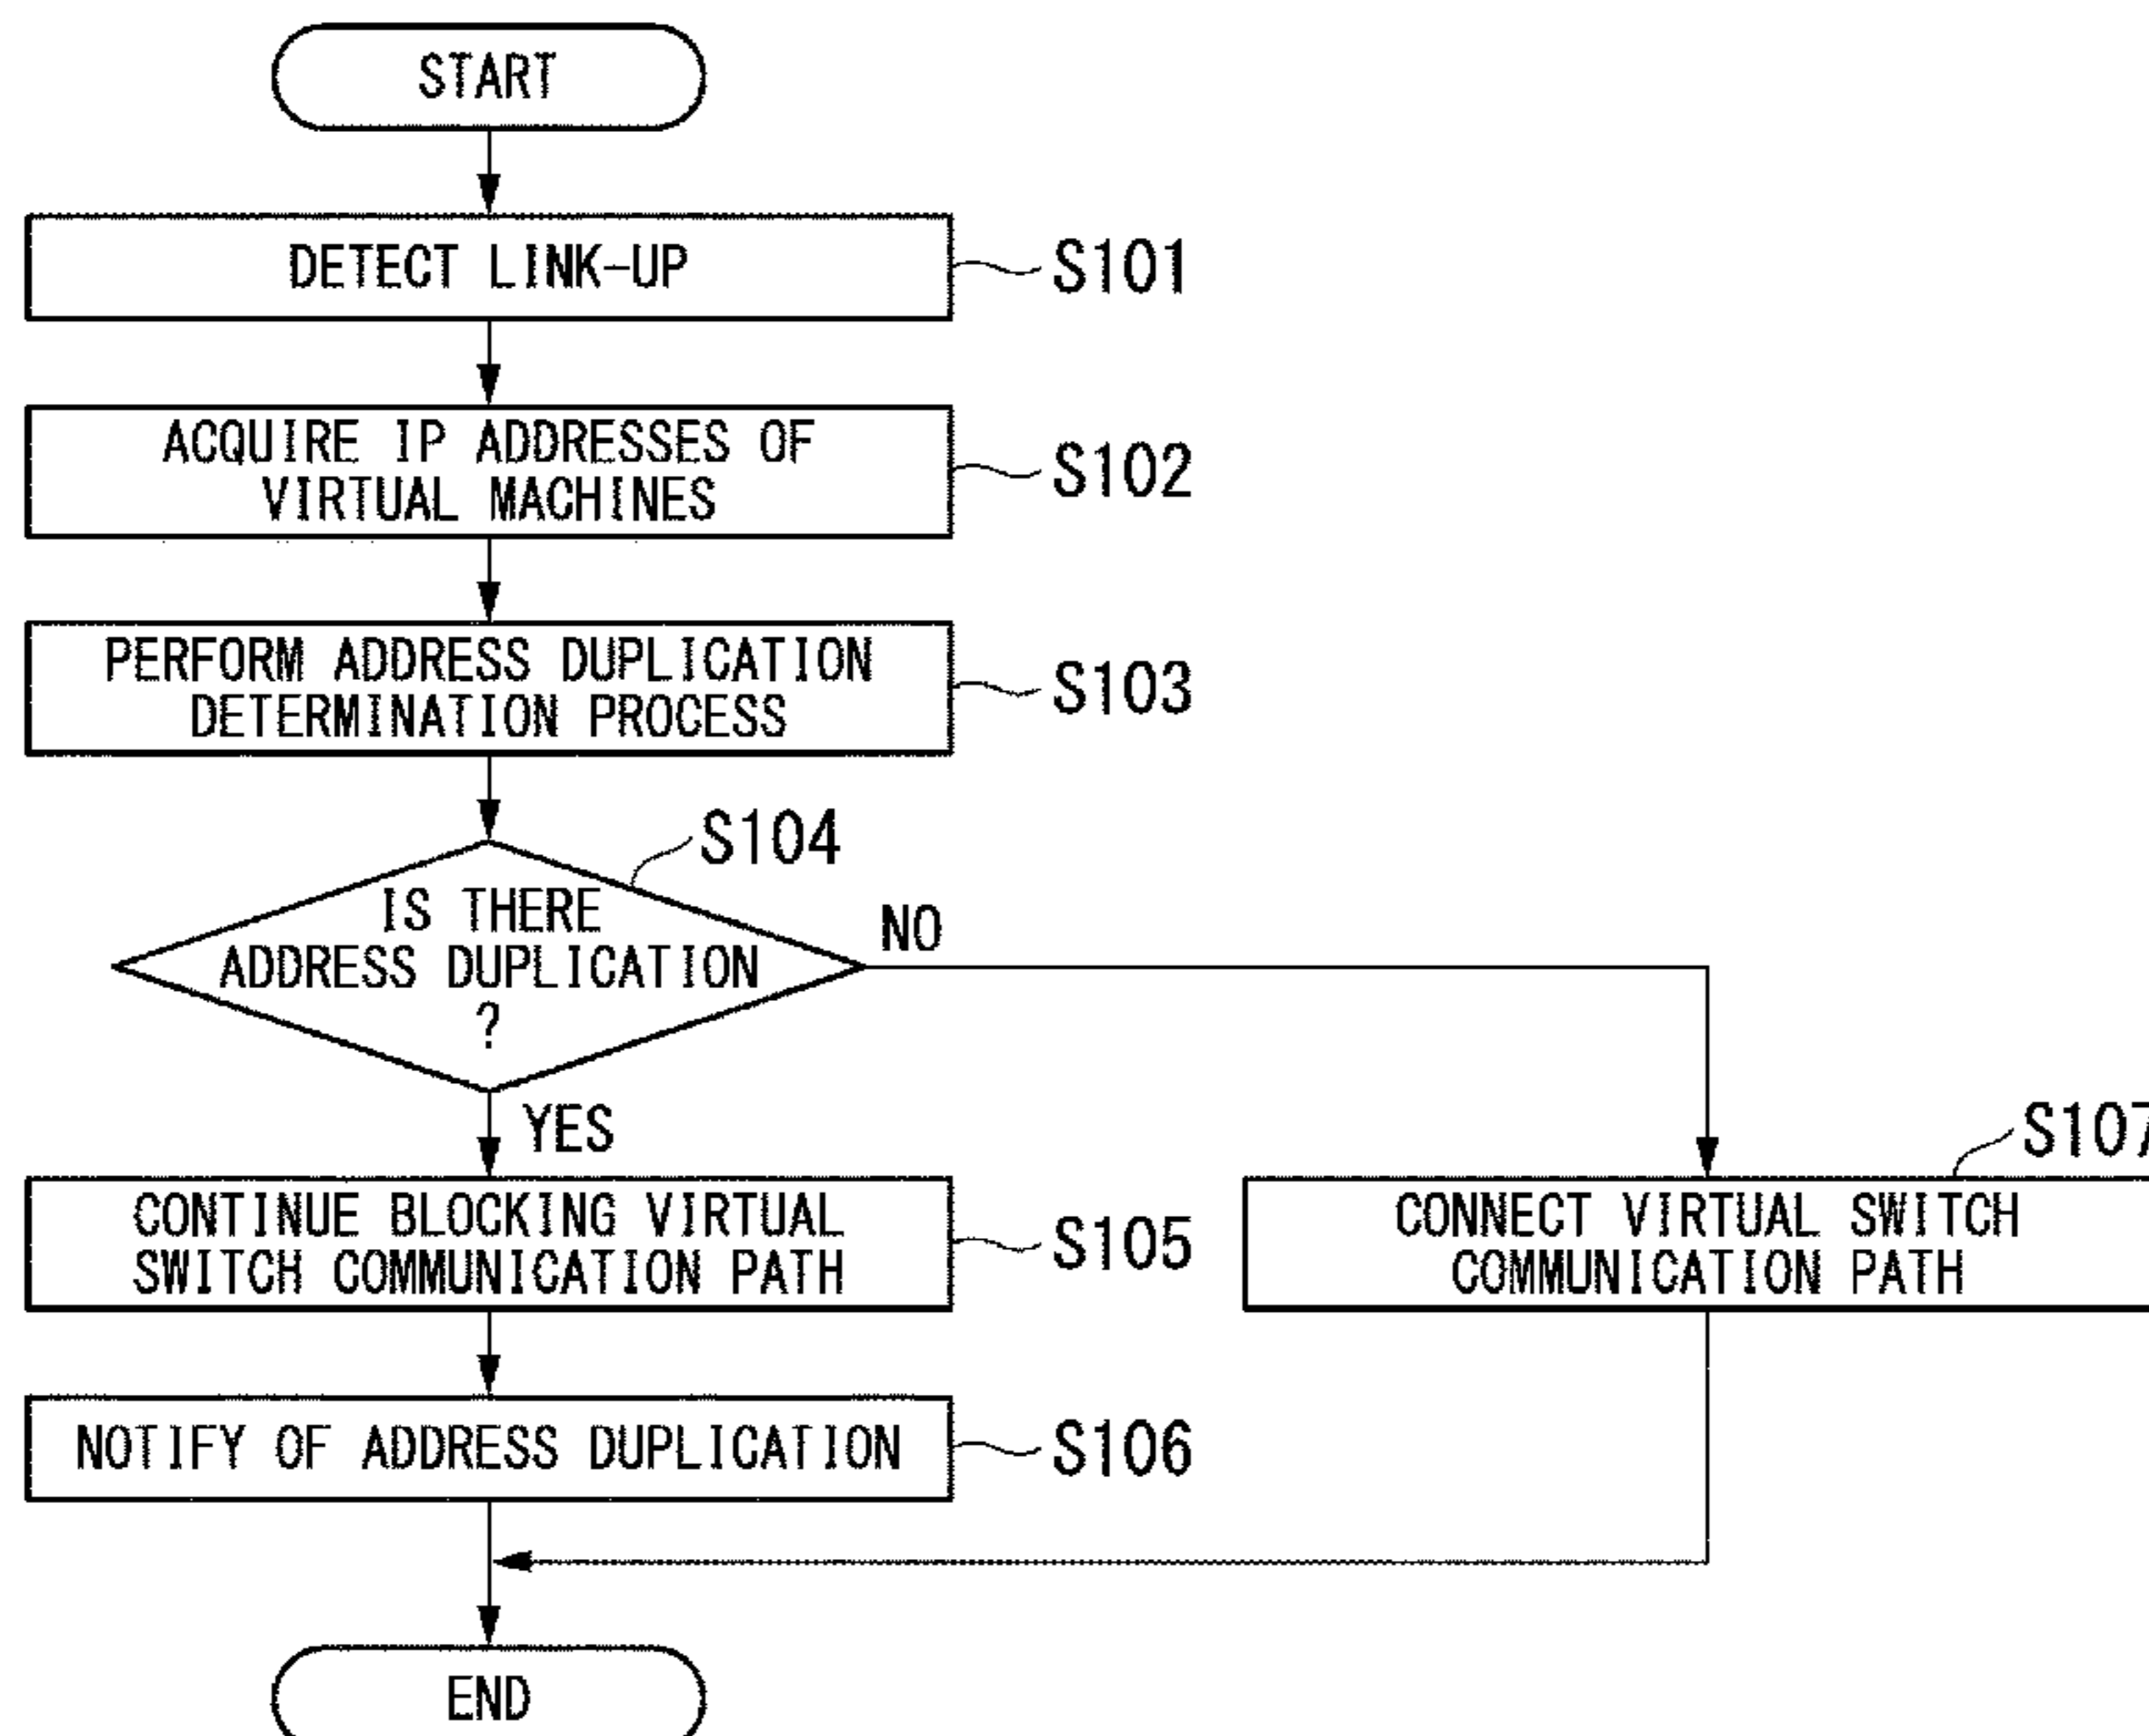 START
DETECT LINK-UP
S101
ACQUIRE IP ADDRESSES OF
VIRTUAL MACHINES
S102
PERFORM ADDRESS DUPLICATION
DETERMINATION PROCESS
S103
S104
IS THERE
ADDRESS DUPLICATION
?
NO
YES
CONTINUE BLOCKING VIRTUAL
SWITCH COMMUNICATION PATH
S105
S107
CONNECT VIRTUAL SWITCH
COMMUNICATION PATH
NOTIFY OF ADDRESS DUPLICATION
S106
END